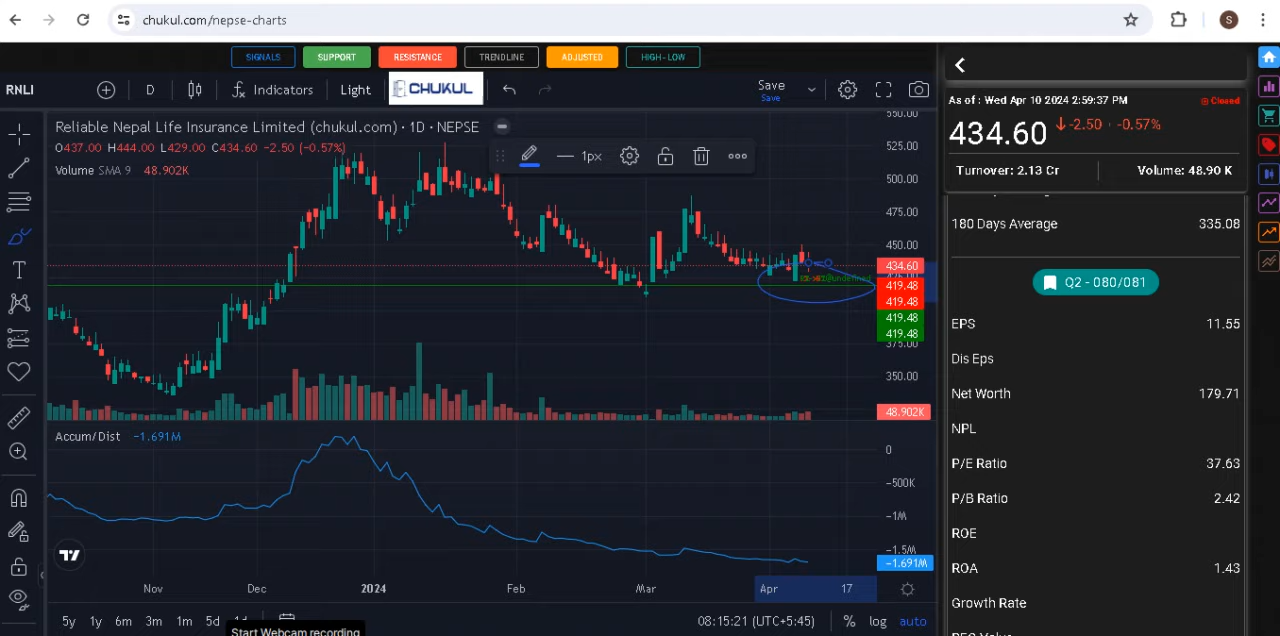 chukul.com/nepse-charts
S
SIGNALS
SUPPORT
RESISTANCE
TRENDLINE
ADJUSTED
HIGH-LOW
RNLI
D
Indicators
Light
CHUKUL
Save
Save
Reliable Nepal Life Insurance Limited (chukul.com) · 1D · NEPSE
O437.00 H444.00 L429.00 C434.60 −2.50 (−0.57%)
Volume SMA 9 48.902K
1px
550.00
525.00
500.00
475.00
450.00
434.60
425.00
419.48
419.48
419.48
419.48
375.00
350.00
48.902K
@undefined
Accum/Dist −1.691M
0
−500K
−1M
−1.5M
−1.691M
Nov
Dec
2024
Feb
Mar
Apr
17
5y 1y 6m 3m 1m 5d 1d
08:15:21 (UTC+5:45)
% log auto
Start Webcam recording
As of : Wed Apr 10 2024 2:59:37 PM
Closed
434.60
-2.50 · -0.57%
Turnover: 2.13 Cr
Volume: 48.90 K
180 Days Average 335.08
Q2 - 080/081
EPS 11.55
Dis Eps
Net Worth 179.71
NPL
P/E Ratio 37.63
P/B Ratio 2.42
ROE
ROA 1.43
Growth Rate
PEG Value